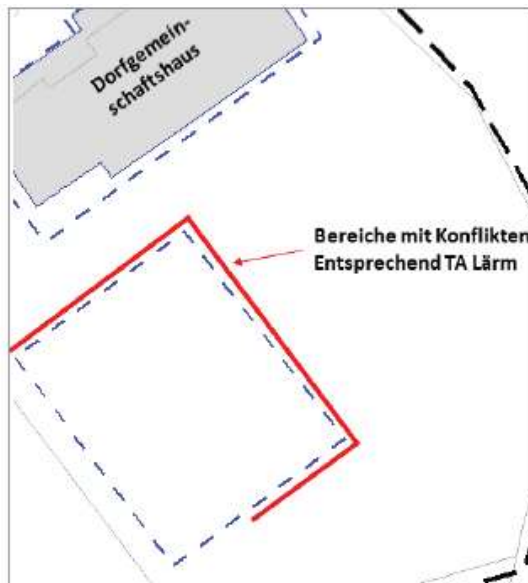 Dorfgemein-
schaftshaus
Bereiche mit Konflikten
Entsprechend TA Lärm